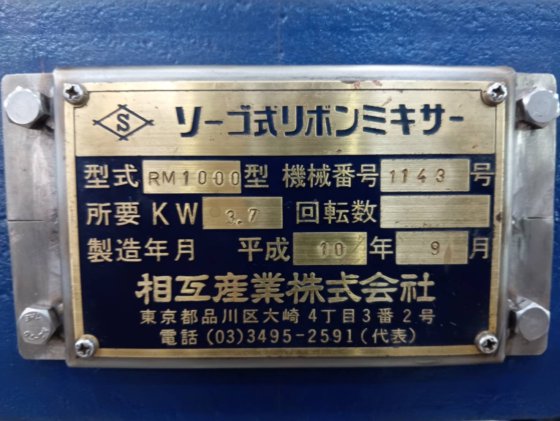 S ソーゴ式リボンミキサー
型式 RM1000 型 機械番号 1143 号
所要KW 3.7 回転数
製造年月 平成 10 年 9 月
相互産業株式会社
東京都品川区大崎4丁目3番2号
電話 (03)3495-2591(代表)